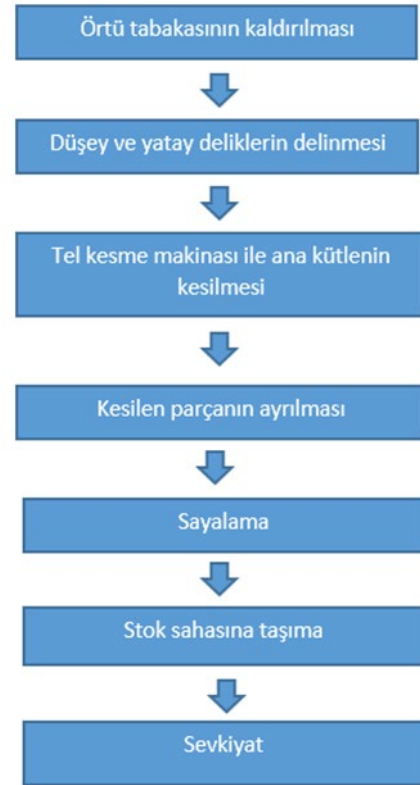 Örtü tabakasının kaldırılması
Düşey ve yatay deliklerin delinmesi
Tel kesme makinası ile ana kütlenin
kesilmesi
Kesilen parçanın ayrılması
Sayalama
Stok sahasına taşıma
Sevkiyat